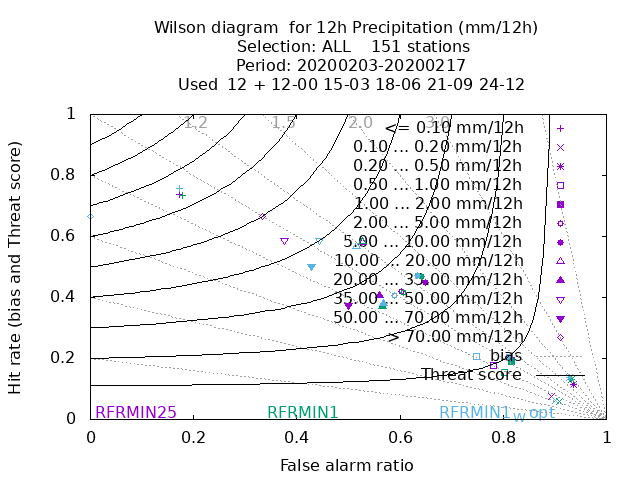 Wilson diagram  for 12h Precipitation (mm/12h)
Selection: ALL    151 stations
Period: 20200203-20200217
Used  12 + 12-00 15-03 18-06 21-09 24-12
Hit rate (bias and Threat score)
1
0.8
0.6
0.4
0.2
0
1.2
1.5
2.0
3.0
<= 0.10 mm/12h
0.10 ... 0.20 mm/12h
0.20 ... 0.50 mm/12h
0.50 ... 1.00 mm/12h
1.00 ... 2.00 mm/12h
2.00 ... 5.00 mm/12h
5.00 ... 10.00 mm/12h
10.00 ... 20.00 mm/12h
20.00 ... 35.00 mm/12h
35.00 ... 50.00 mm/12h
50.00 ... 70.00 mm/12h
> 70.00 mm/12h
bias
Threat score
RFRMIN25
RFRMIN1
RFRMIN1w opt
0
0.2
0.4
0.6
0.8
1
False alarm ratio